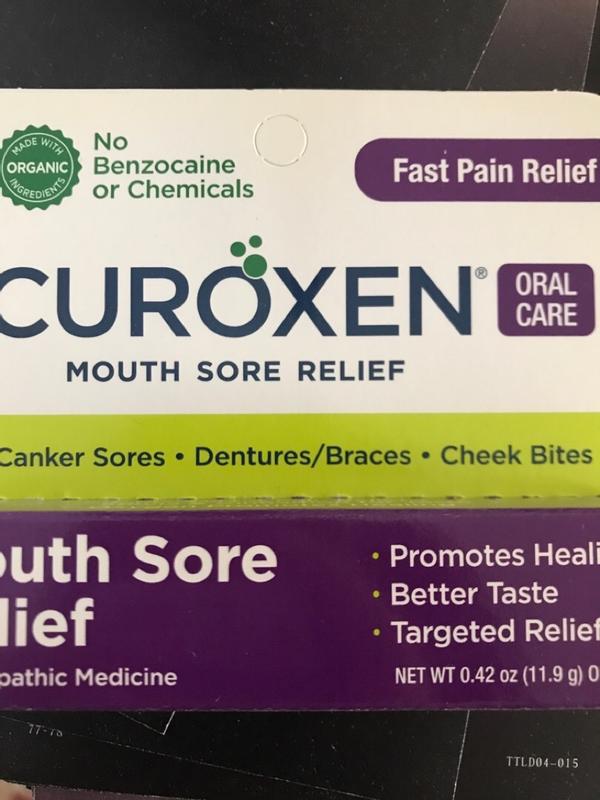 MADE WITH
ORGANIC
INGREDIENTS
No
Benzocaine
or Chemicals
Fast Pain Relief
CUROXEN®
ORAL
CARE
MOUTH SORE RELIEF
Canker Sores • Dentures/Braces • Cheek Bites
outh Sore
lief
pathic Medicine
• Promotes Heali
• Better Taste
• Targeted Relief
NET WT 0.42 oz (11.9 g) O
TTLD04-015